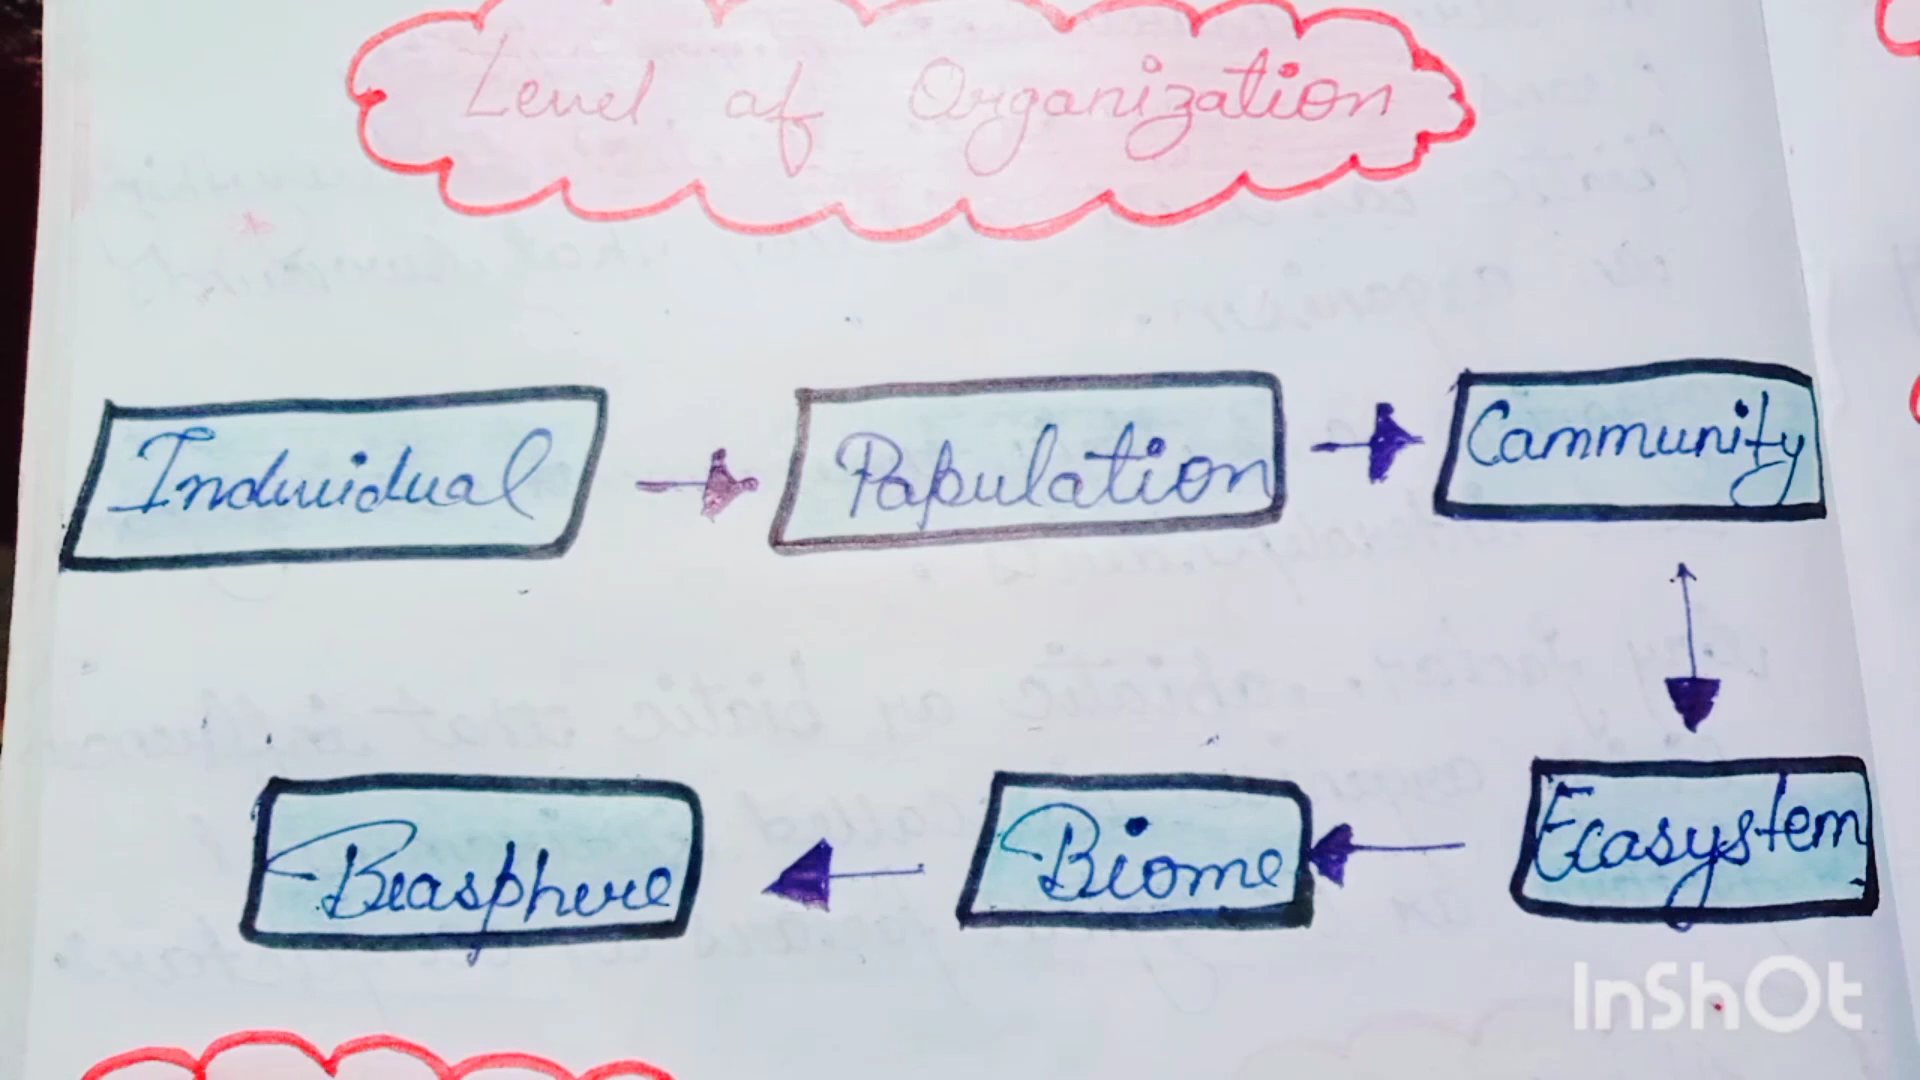 Level of Organization
Individual
Population
Community
Ecosystem
Biome
Biosphere
InShOt